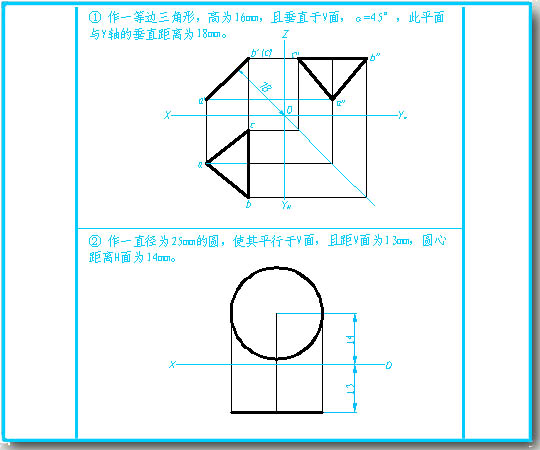 ① 作一等边三角形，高为16mm，且垂直于V面，α=45°，此平面
与Y轴的垂直距离为18mm。
Z
b'(c') c" b"
18
a' a"
X O Yw
c
a
b YH
② 作一直径为25mm的圆，使其平行于V面，且距V面为13mm，圆心
距离H面为14mm。
14
X O
13